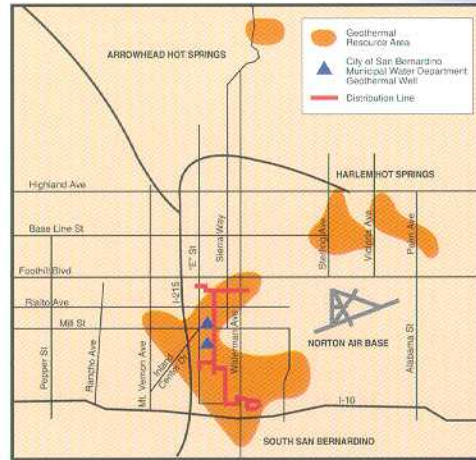 Geothermal
Resource Area
City of San Bernardino
Municipal Water Department
Geothermal Well
Distribution Line
ARROWHEAD HOT SPRINGS
HARLEM HOT SPRINGS
Highland Ave
Base Line St
Foothill Blvd
Rialto Ave
Mill St
"E" St
Sierra Way
Sterling Ave
Victoria Ave
Palm Ave
I-215
Waterman Ave
Inland
Center Dr
NORTON AIR BASE
Pepper St
Rancho Ave
Mt. Vernon Ave
Alabama St
I-10
SOUTH SAN BERNARDINO